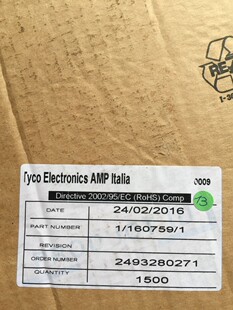 Tyco Electronics AMP Italia 0009
Directive 2002/95/EC (RoHS) Comp 73
DATE 24/02/2016
PART NUMBER 1/160759/1
REVISION
ORDER NUMBER 2493280271
QUANTITY 1500